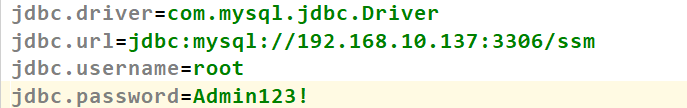 jdbc.driver=com.mysql.jdbc.Driver
jdbc.url=jdbc:mysql://192.168.10.137:3306/ssm
jdbc.username=root
jdbc.password=Admin123!